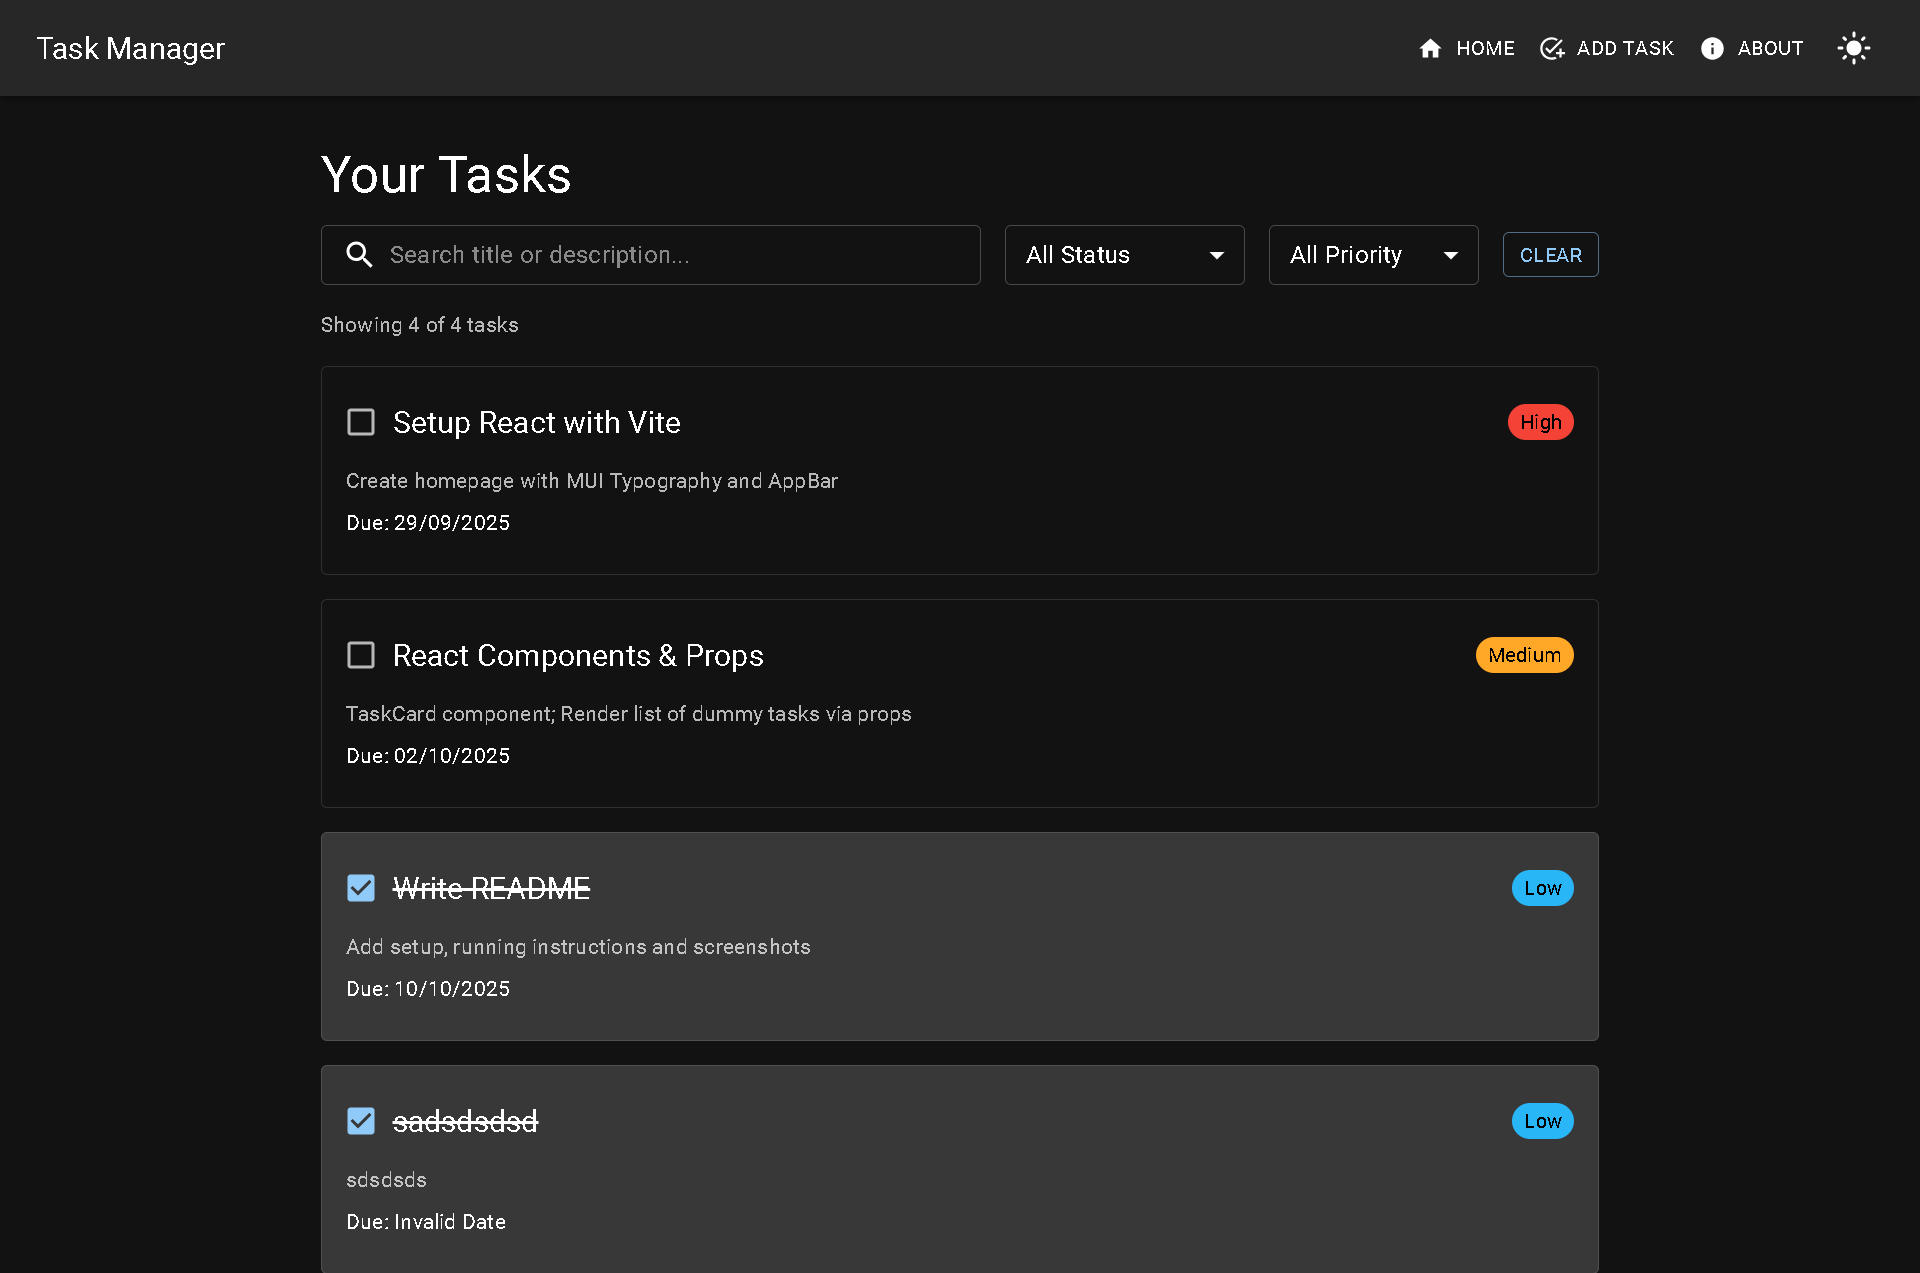 Task Manager
HOME
ADD TASK
ABOUT
Your Tasks
Search title or description...
All Status
All Priority
CLEAR
Showing 4 of 4 tasks
Setup React with Vite
High
Create homepage with MUI Typography and AppBar
Due: 29/09/2025
React Components & Props
Medium
TaskCard component; Render list of dummy tasks via props
Due: 02/10/2025
Write README
Low
Add setup, running instructions and screenshots
Due: 10/10/2025
sadsdsdsd
Low
sdsdsds
Due: Invalid Date